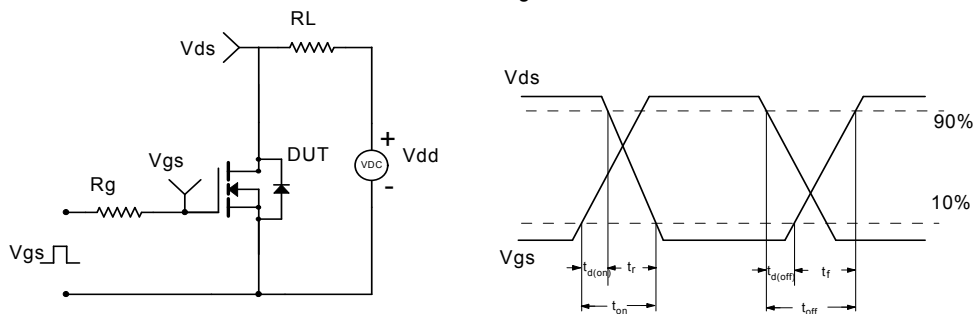 g
RL
Vds
Vds
90%
+
Vgs
DUT
VDC
Vdd
Rg
-
10%
Vgs
Vgs
td(on)
tr
td(off)
tf
ton
toff